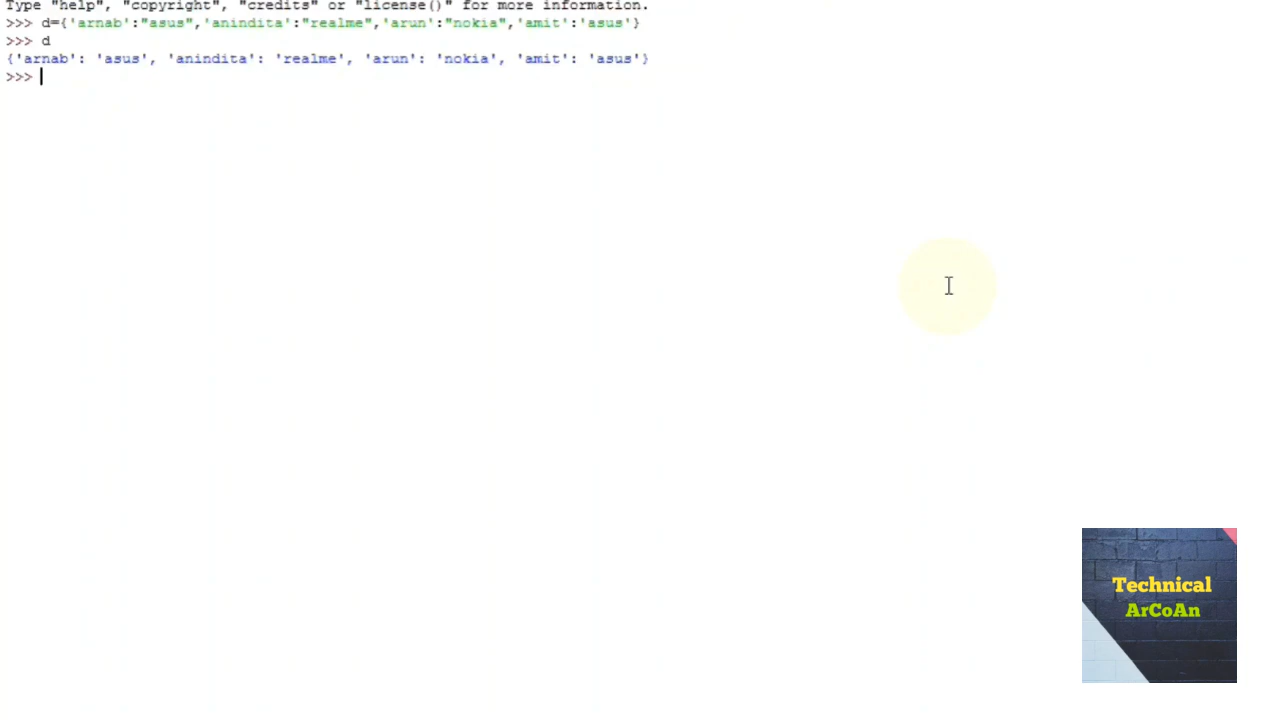 Type "help", "copyright", "credits" or "license()" for more information.
>>> d={'arnab':"asus",'anindita':"realme",'arun':"nokia",'amit':'asus'}
>>> d
{'arnab': 'asus', 'anindita': 'realme', 'arun': 'nokia', 'amit': 'asus'}
>>>
Technical
ArCoAn